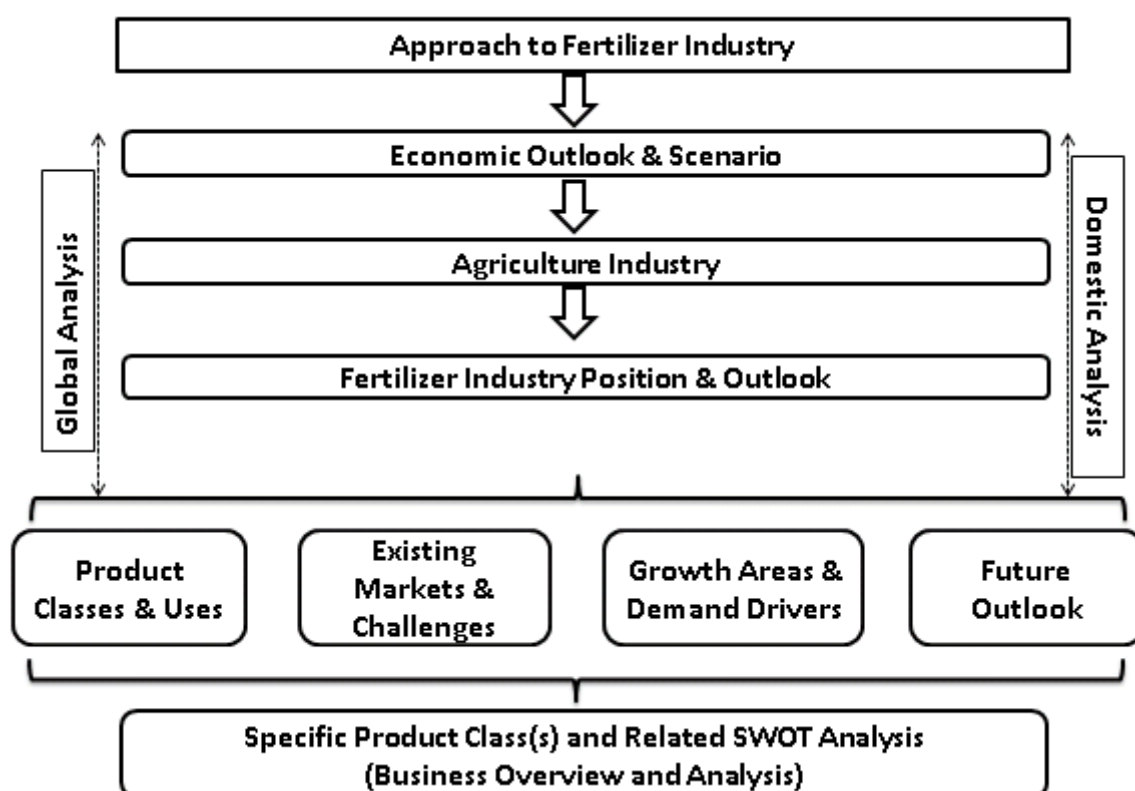 Approach to Fertilizer Industry
Economic Outlook & Scenario
Agriculture Industry
Fertilizer Industry Position & Outlook
Global Analysis
Domestic Analysis
Product
Classes & Uses
Existing
Markets &
Challenges
Growth Areas &
Demand Drivers
Future
Outlook
Specific Product Class(s) and Related SWOT Analysis
(Business Overview and Analysis)